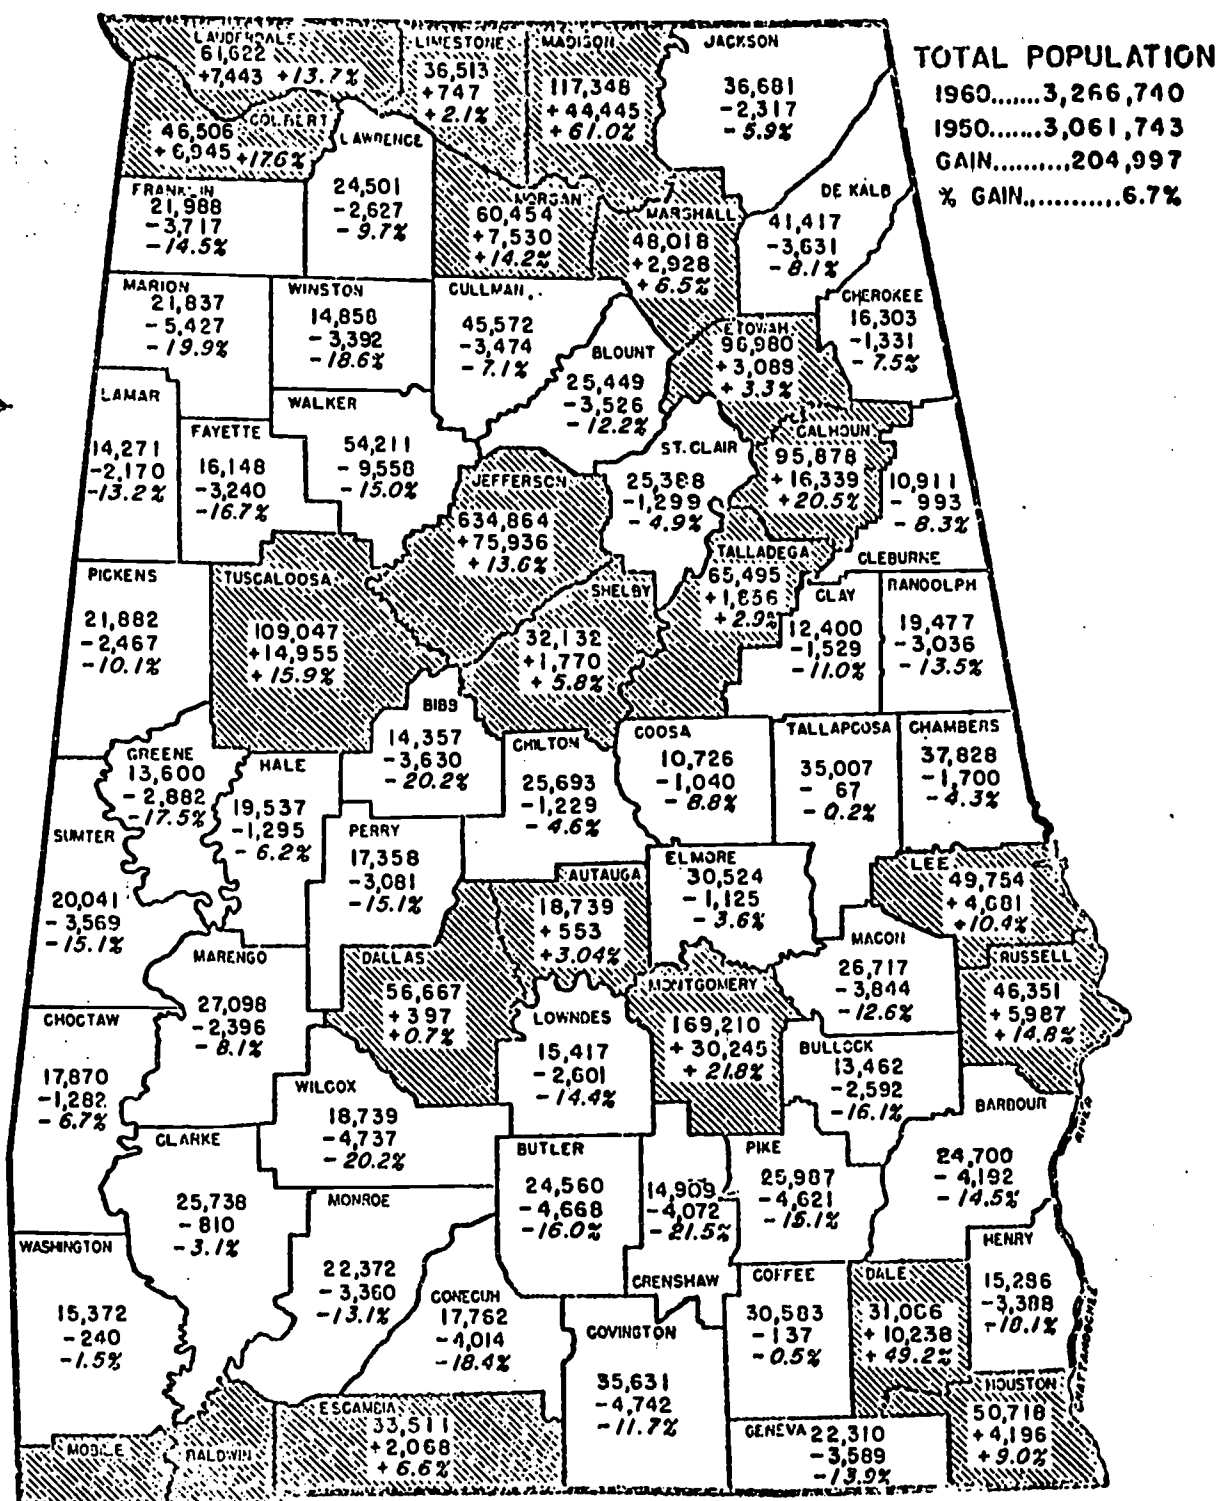 LAUDERDALE
61,622
+7,443 +13.7%
LIMESTONE
36,513
+747
+2.1%
MADISON
117,348
+44,445
+61.0%
JACKSON
36,681
-2,317
-5.9%
TOTAL POPULATION
1960.......3,266,740
1950.......3,061,743
GAIN.........204,997
% GAIN............6.7%
COLBERT
46,506
+6,945 +17.6%
LAWRENCE
24,501
-2,627
-9.7%
FRANKLIN
21,988
-3,717
-14.5%
MORGAN
60,454
+7,530
+14.2%
MARSHALL
48,018
+2,928
+6.5%
DE KALB
41,417
-3,631
-8.1%
CHEROKEE
16,303
-1,331
-7.5%
MARION
21,837
-5,427
-19.9%
WINSTON
14,858
-3,392
-18.6%
CULLMAN
45,572
-3,474
-7.1%
BLOUNT
25,449
-3,526
-12.2%
ETOWAH
96,980
+3,089
+3.3%
LAMAR
14,271
-2,170
-13.2%
FAYETTE
16,148
-3,240
-16.7%
WALKER
54,211
-9,558
-15.0%
JEFFERSON
634,864
+75,936
+13.6%
ST. CLAIR
25,388
-1,299
-4.9%
CALHOUN
95,878
+16,339
+20.5%
10,911
-993
-8.3%
CLEBURNE
PICKENS
21,882
-2,467
-10.1%
TUSCALOOSA
109,047
+14,955
+15.9%
SHELBY
32,132
+1,770
+5.8%
TALLADEGA
65,495
+1,856
+2.9%
CLAY
12,400
-1,529
-11.0%
RANDOLPH
19,477
-3,036
-13.5%
BIBB
14,357
-3,630
-20.2%
GREENE
13,600
-2,882
-17.5%
HALE
19,537
-1,295
-6.2%
CHILTON
25,693
-1,229
-4.6%
COOSA
10,726
-1,040
-8.8%
TALLAPOOSA
35,007
- 67
-0.2%
CHAMBERS
37,828
-1,700
-4.3%
SUMTER
20,041
-3,569
-15.1%
PERRY
17,358
-3,081
-15.1%
AUTAUGA
18,739
+553
+3.04%
ELMORE
30,524
-1,125
-3.6%
LEE
49,754
+4,681
+10.4%
MARENGO
27,098
-2,396
-8.1%
DALLAS
56,667
+397
+0.7%
LOWNDES
15,417
-2,601
-14.4%
MONTGOMERY
169,210
+30,245
+21.8%
MACON
26,717
-3,844
-12.6%
RUSSELL
46,351
+5,987
+14.8%
CHOCTAW
17,870
-1,282
-6.7%
WILCOX
18,739
-4,737
-20.2%
BULLOCK
13,462
-2,592
-16.1%
BARBOUR
24,700
-4,192
-14.5%
CLARKE
25,738
-810
-3.1%
MONROE
22,372
-3,360
-13.1%
BUTLER
24,560
-4,668
-16.0%
14,909
-4,072
-21.5%
CRENSHAW
PIKE
25,987
-4,621
-15.1%
WASHINGTON
15,372
-240
-1.5%
CONECUH
17,762
-4,014
-18.4%
COVINGTON
35,631
-4,742
-11.7%
COFFEE
30,583
-137
-0.5%
DALE
31,066
+10,238
+49.2%
HENRY
15,286
-3,388
-18.1%
CHATTAHOOCHEE
RIVER
MOBILE
BALDWIN
ESCAMBIA
33,511
+2,068
+6.6%
GENEVA 22,310
-3,589
-13.9%
HOUSTON
50,718
+4,196
+9.0%